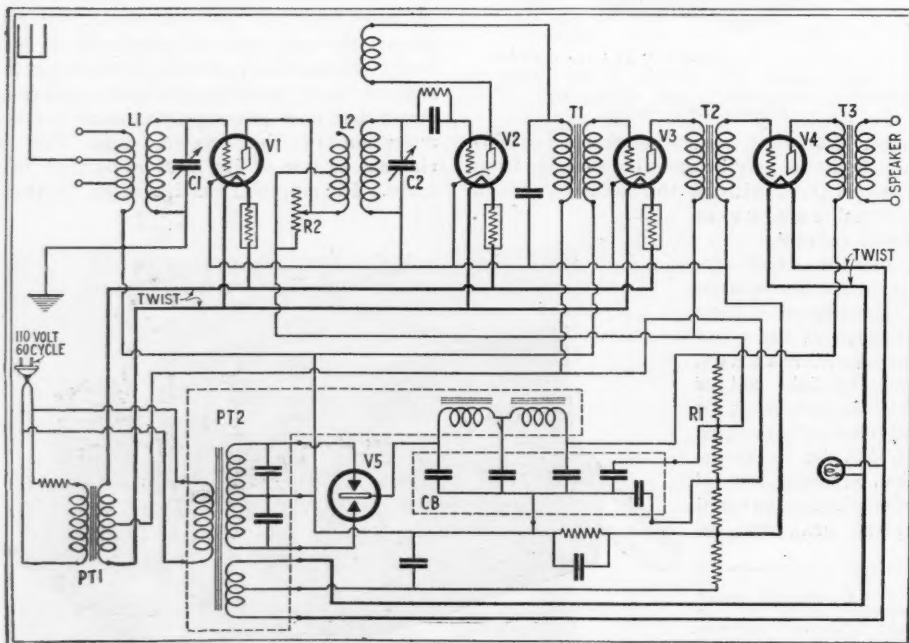 L1
C1
V1
R2
L2
C2
V2
T1
V3
T2
V4
T3
SPEAKER
TWIST
TWIST
110 VOLT
60 CYCLE
PT2
R1
V5
CB
PT1